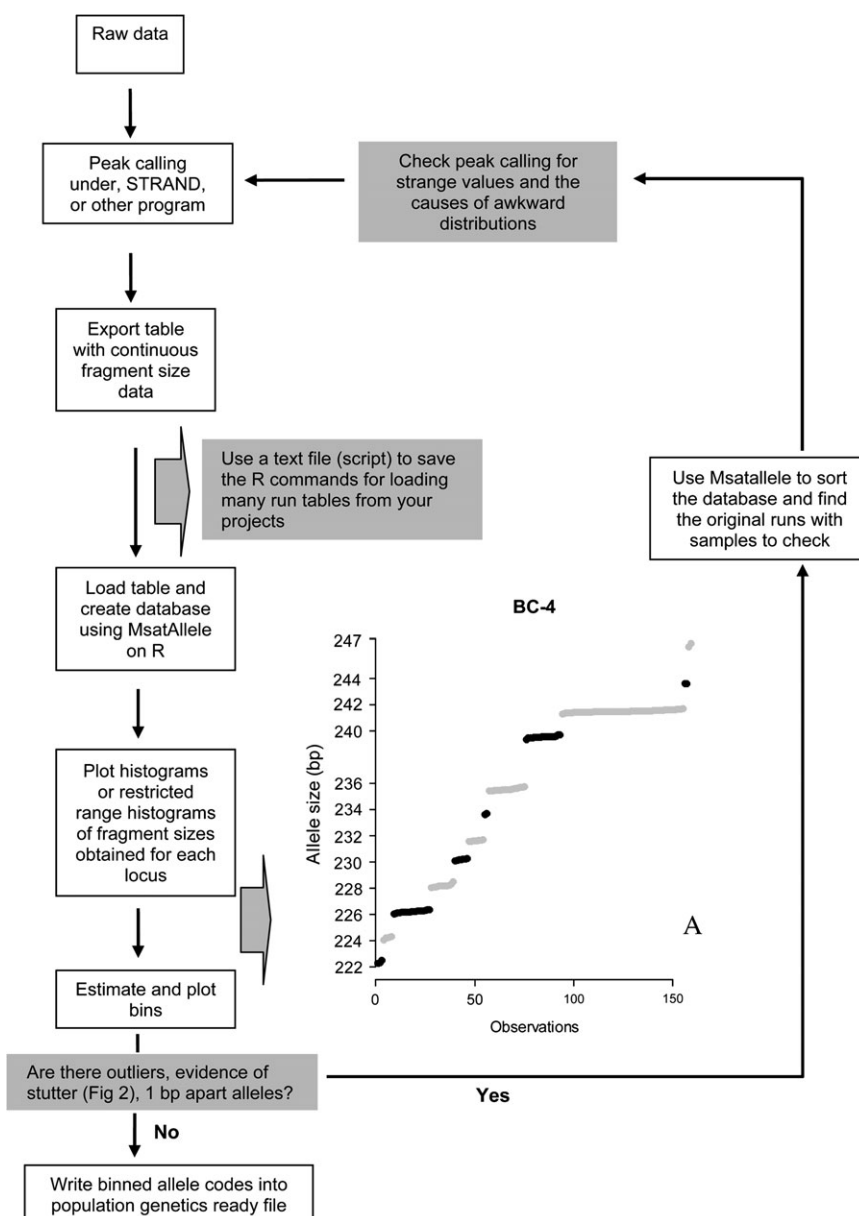 Raw data
Peak calling
under, STRAND,
or other program
Check peak calling for
strange values and the
causes of awkward
distributions
Export table
with continuous
fragment size
data
Use a text file (script) to save
the R commands for loading
many run tables from your
projects
Use Msatallele to sort
the database and find
the original runs with
samples to check
Load table and
create database
using MsatAllele
on R
Plot histograms
or restricted
range histograms
of fragment sizes
obtained for each
locus
BC-4
Allele size (bp)
247
244
242
240
236
234
232
230
228
226
224
222
A
0
50
100
150
Observations
Estimate and plot
bins
Are there outliers, evidence of
stutter (Fig 2), 1 bp apart alleles?
Yes
No
Write binned allele codes into
population genetics ready file